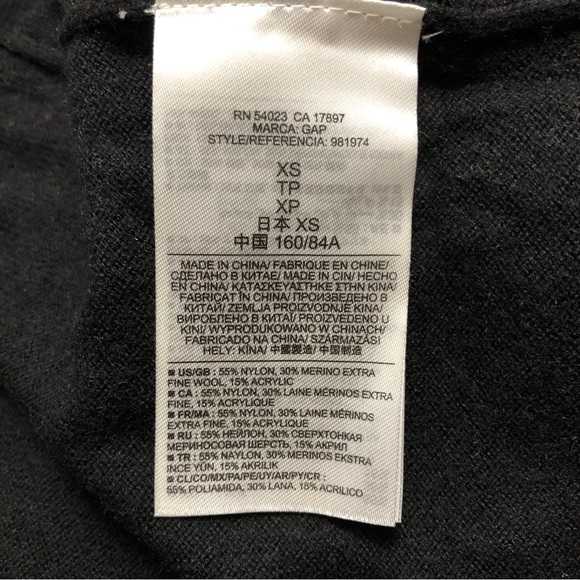 RN 54023 CA 17897
MARCA: GAP
STYLE/REFERENCIA: 981974
XS
TP
XP
日本 XS
中国 160/84A
MADE IN CHINA/ FABRIQUE EN CHINE/
СДЕЛАНО В КИТАЕ/ MADE IN CIN/ HECHO
EN CHINA/ ΚΑΤΑΣΚΕΥΑΣΤΗΚΕ ΣΤΗΝ ΚΙΝΑ/
FABRICAT ÎN CHINA/ ПРОИЗВЕДЕНО В
КИТАЙ/ ZEMLJA PROIZVODNJE KINA/
ВИРОБЛЕНО В КИТАЇ/ PROIZVEDENO U
KINI/ WYPRODUKOWANO W CHINACH/
FABRICADO NA CHINA/ SZÁRMAZÁSI
HELY: KÍNA/ 中國製造/ 中国制造
US/GB : 55% NYLON, 30% MERINO EXTRA
FINE WOOL, 15% ACRYLIC
CA : 55% NYLON, 30% LAINE MÉRINOS
EXTRA FINE, 15% ACRYLIQUE
FR/MA : 55% NYLON, 30% LAINE MÉRINOS
EXTRA FINE, 15% ACRYLIQUE
RU : 55% НЕЙЛОН, 30% СВЕРХТОНКАЯ
МЕРИНОСОВАЯ ШЕРСТЬ, 15% АКРИЛ
TR : 55% NAYLON, 30% MERİNOS EKSTRA
İNCE YÜN, 15% AKRİLİK
CL/CO/MX/PA/PE/UY/AR/PY/CR :
55% POLIAMIDA, 30% LANA, 15% ACRILICO